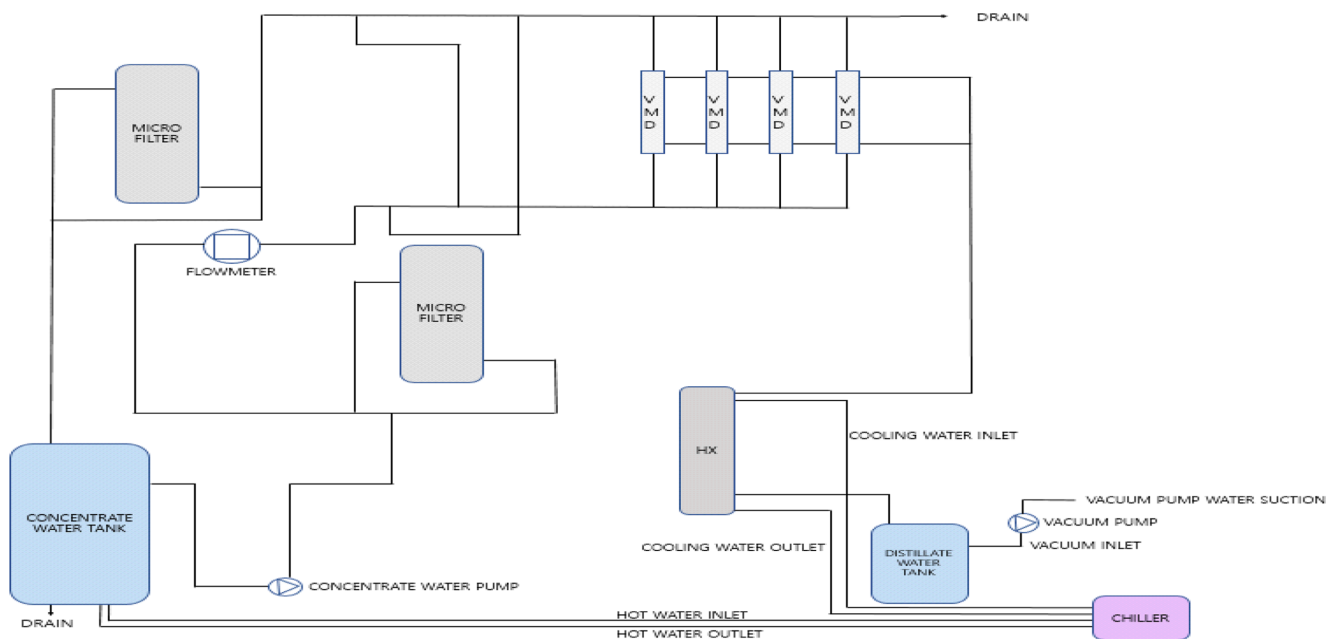 DRAIN
MICRO
FILTER
V
M
D
V
M
D
V
M
D
V
M
D
FLOWMETER
MICRO
FILTER
COOLING WATER INLET
HX
CONCENTRATE
WATER TANK
VACUUM PUMP WATER SUCTION
VACUUM PUMP
VACUUM INLET
COOLING WATER OUTLET
DISTILLATE
WATER
TANK
CONCENTRATE WATER PUMP
DRAIN
HOT WATER INLET
HOT WATER OUTLET
CHILLER